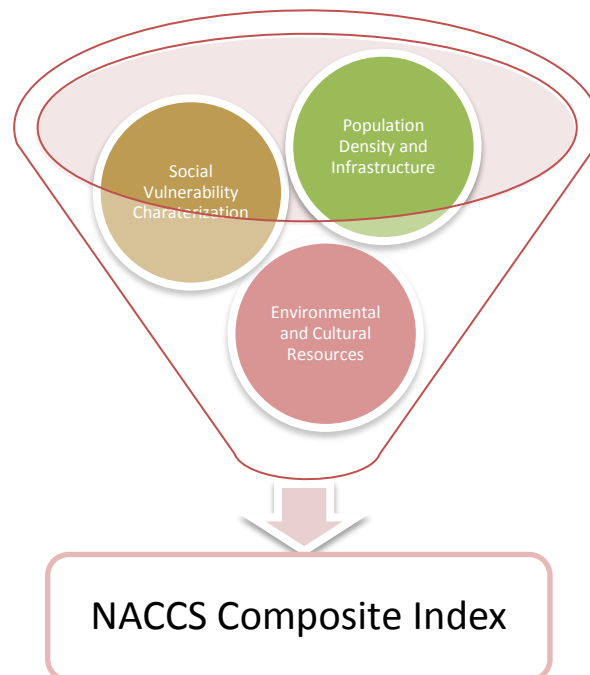 Population
Density and
Infrastructure
Social
Vulnerability
Charaterization
Environmental
and Cultural
Resources
NACCS Composite Index